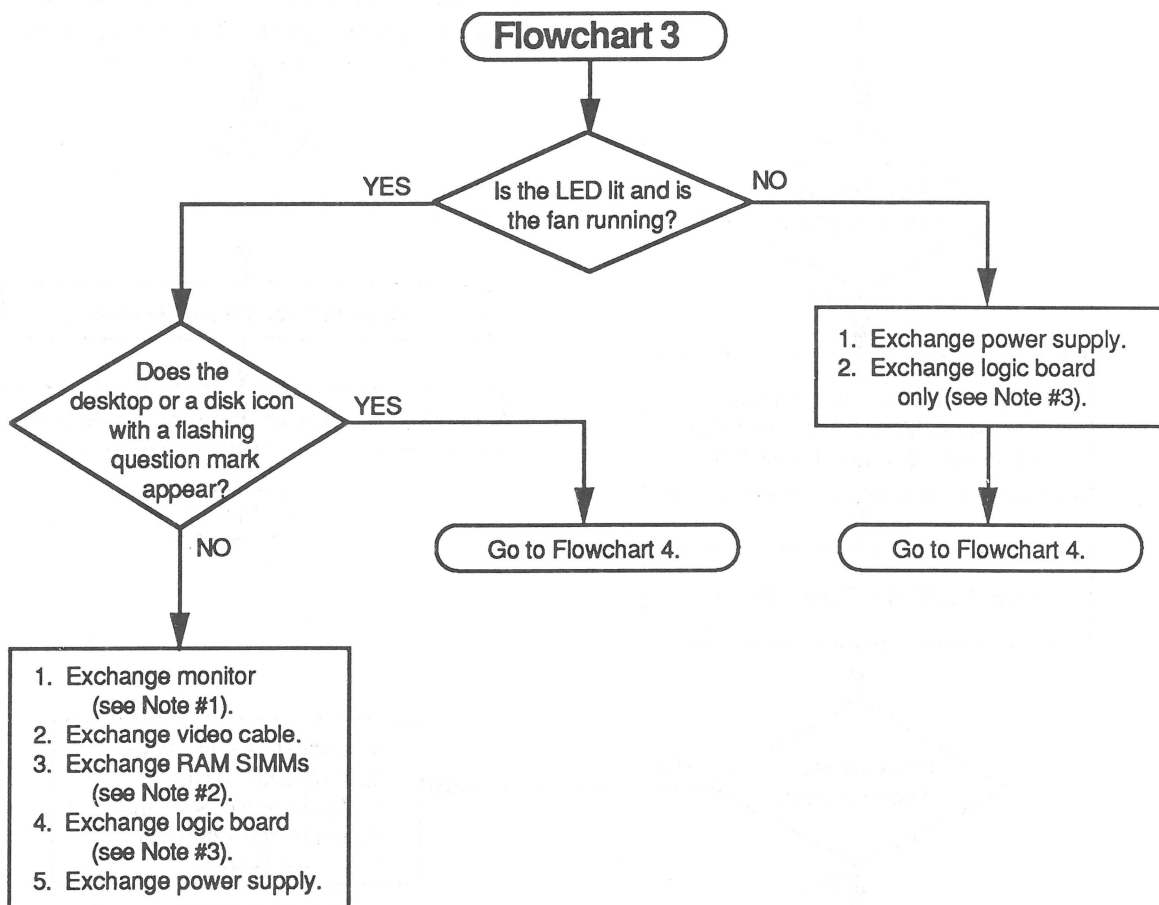 Flowchart 3
Is the LED lit and is
the fan running?
YES
NO
Does the
desktop or a disk icon
with a flashing
question mark
appear?
YES
NO
1. Exchange power supply.
2. Exchange logic board
only (see Note #3).
Go to Flowchart 4.
Go to Flowchart 4.
1. Exchange monitor
(see Note #1).
2. Exchange video cable.
3. Exchange RAM SIMMs
(see Note #2).
4. Exchange logic board
(see Note #3).
5. Exchange power supply.